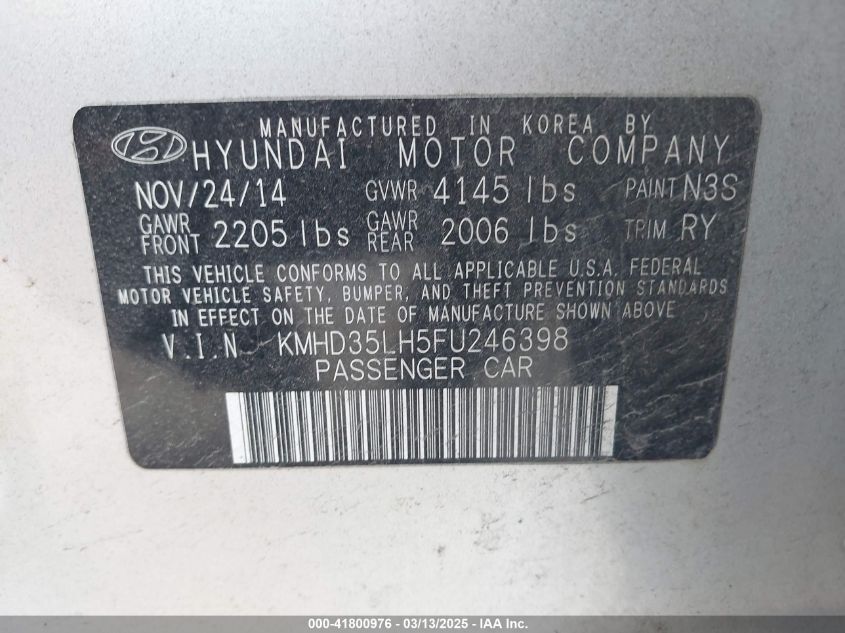 MANUFACTURED IN KOREA BY
HYUNDAI MOTOR COMPANY
NOV/24/14 GVWR 4145 lbs PAINT N3S
GAWR FRONT 2205 lbs GAWR REAR 2006 lbs TRIM RY
THIS VEHICLE CONFORMS TO ALL APPLICABLE U.S.A. FEDERAL
MOTOR VEHICLE SAFETY, BUMPER, AND THEFT PREVENTION STANDARDS
IN EFFECT ON THE DATE OF MANUFACTURE SHOWN ABOVE
V.I.N KMHD35LH5FU246398
PASSENGER CAR
000-41800976 - 03/13/2025 - IAA Inc.